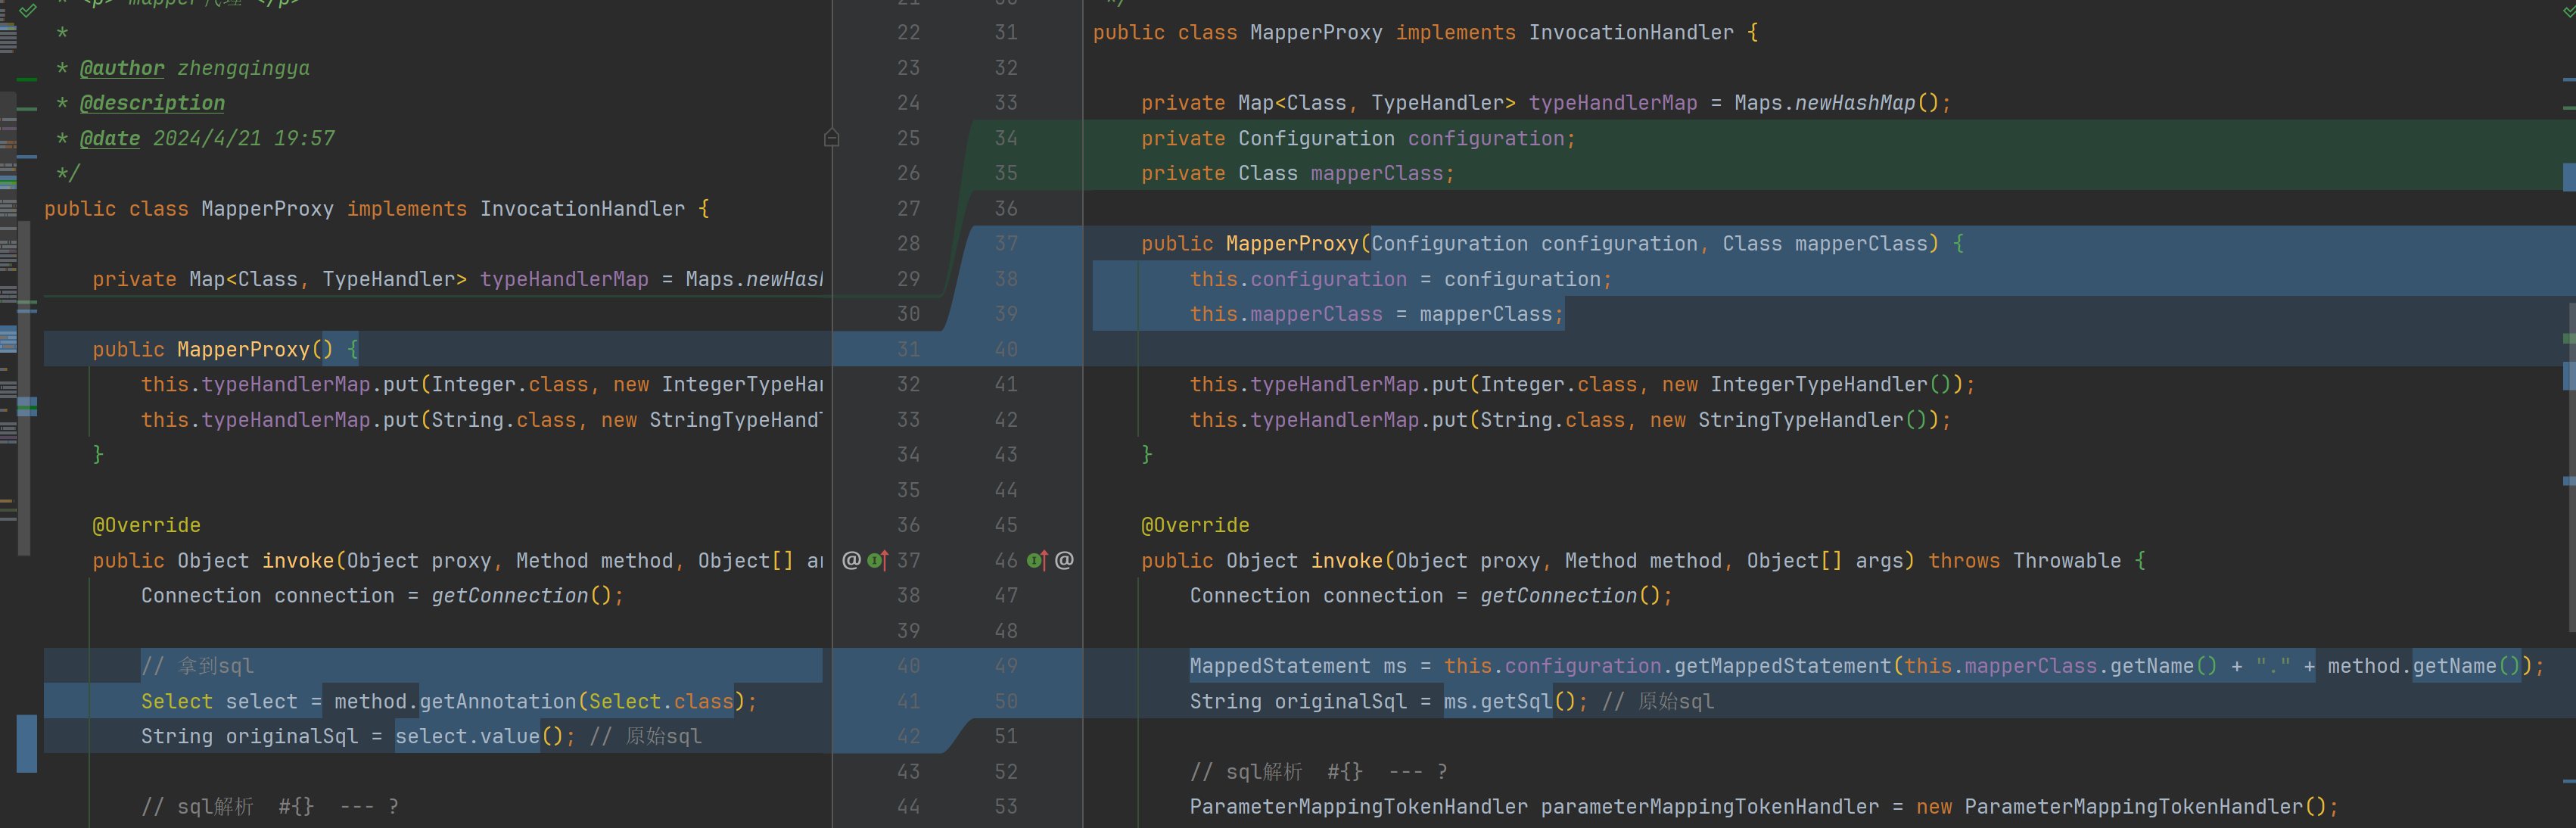 * <p> mapper代理 </p>
*
* @author zhengqingya
* @description
* @date 2024/4/21 19:57
*/
public class MapperProxy implements InvocationHandler {
private Map<Class, TypeHandler> typeHandlerMap = Maps.newHas
public MapperProxy() {
this.typeHandlerMap.put(Integer.class, new IntegerTypeHa
this.typeHandlerMap.put(String.class, new StringTypeHand
}
@Override
public Object invoke(Object proxy, Method method, Object[] a
Connection connection = getConnection();
// 拿到sql
Select select = method.getAnnotation(Select.class);
String originalSql = select.value(); // 原始sql
// sql解析  #{}  --- ?
21 30
22 31
23 32
24 33
25 34
26 35
27 36
28 37
29 38
30 39
31 40
32 41
33 42
34 43
35 44
36 45
@ 37 46 @
38 47
39 48
40 49
41 50
42 51
43 52
44 53
*/
public class MapperProxy implements InvocationHandler {
private Map<Class, TypeHandler> typeHandlerMap = Maps.newHashMap();
private Configuration configuration;
private Class mapperClass;
public MapperProxy(Configuration configuration, Class mapperClass) {
this.configuration = configuration;
this.mapperClass = mapperClass;
this.typeHandlerMap.put(Integer.class, new IntegerTypeHandler());
this.typeHandlerMap.put(String.class, new StringTypeHandler());
}
@Override
public Object invoke(Object proxy, Method method, Object[] args) throws Throwable {
Connection connection = getConnection();
MappedStatement ms = this.configuration.getMappedStatement(this.mapperClass.getName() + "." + method.getName());
String originalSql = ms.getSql(); // 原始sql
// sql解析  #{}  --- ?
ParameterMappingTokenHandler parameterMappingTokenHandler = new ParameterMappingTokenHandler();